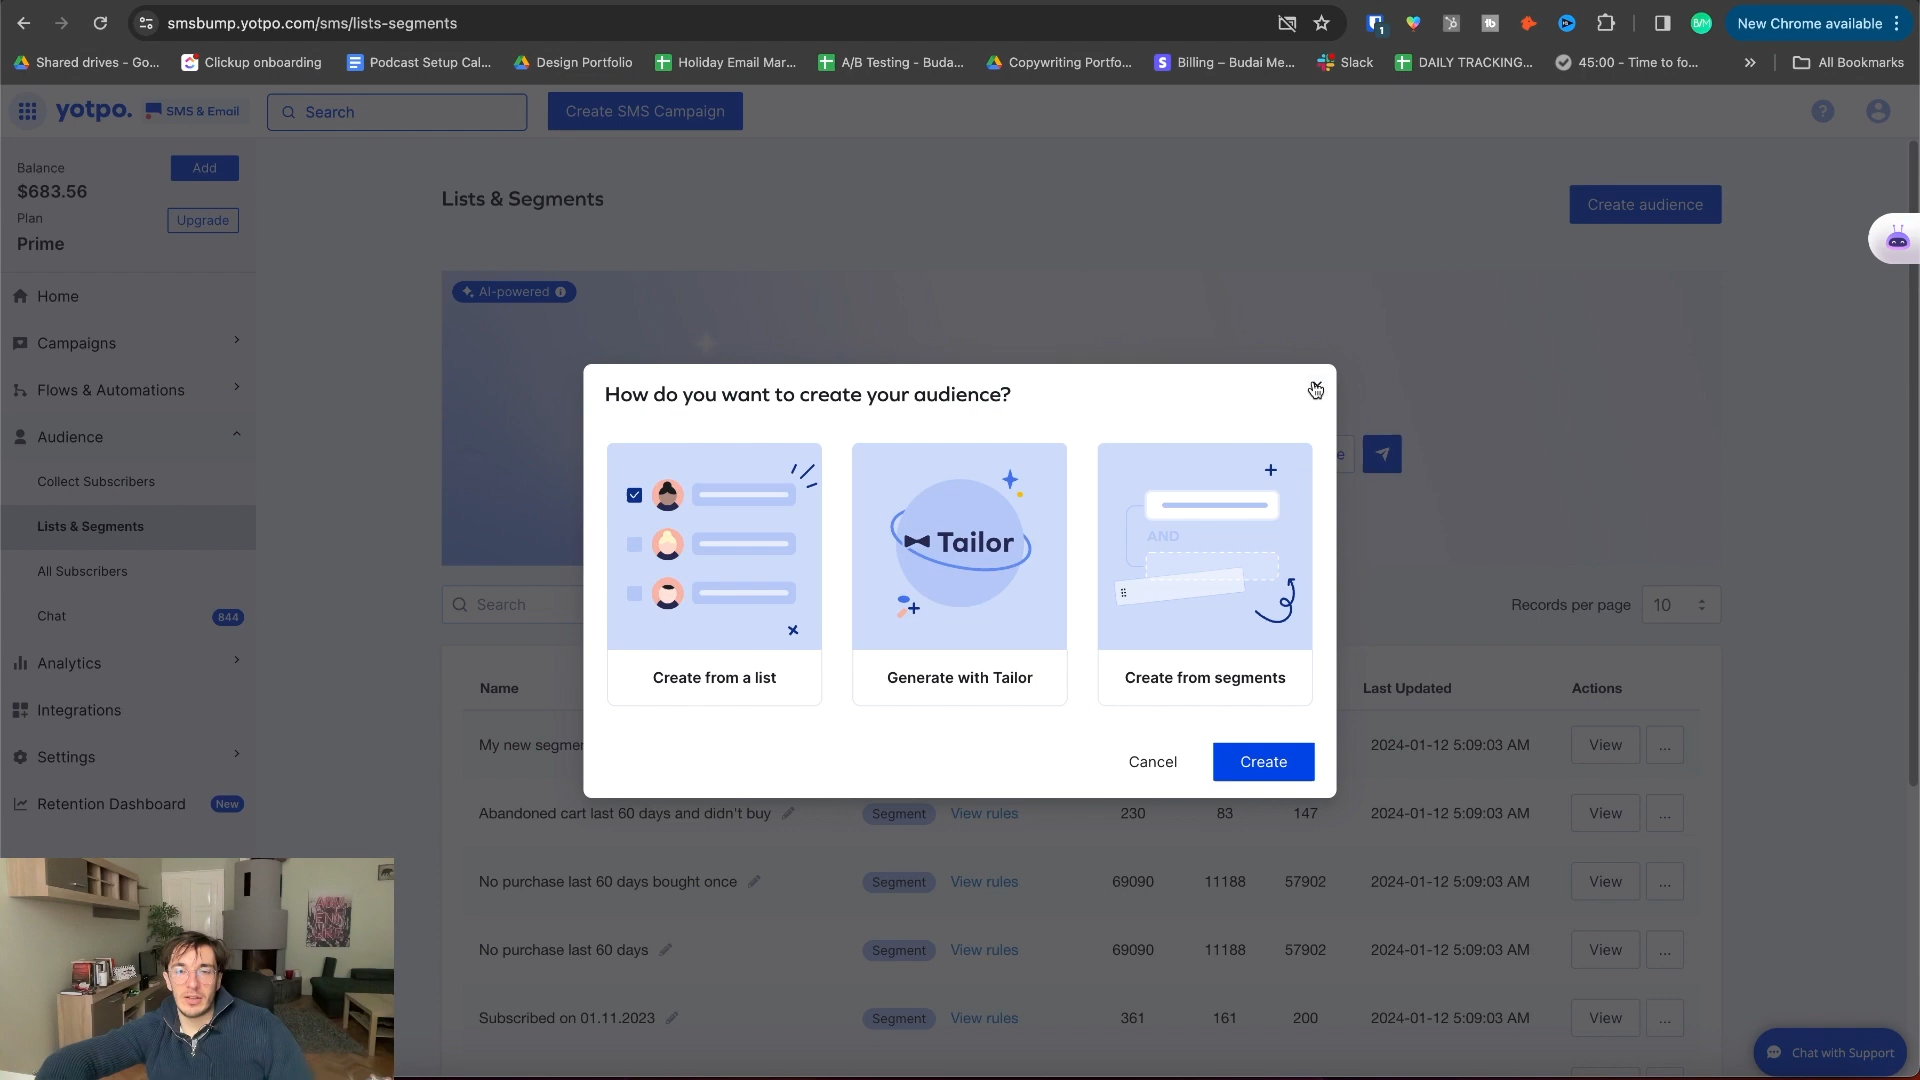 smsbump.yotpo.com/sms/lists-segments
1
B/M
New Chrome available
Shared drives - Go...
Clickup onboarding
Podcast Setup Cal...
Design Portfolio
Holiday Email Mar...
A/B Testing - Buda...
Copywriting Portfo...
Billing – Budai Me...
Slack
DAILY TRACKING...
45:00 - Time to fo...
All Bookmarks
yotpo.
SMS & Email
Search
Create SMS Campaign
Balance
Add
$683.56
Plan
Upgrade
Prime
Home
Campaigns
Flows & Automations
Audience
Collect Subscribers
Lists & Segments
All Subscribers
Chat
844
Analytics
Integrations
Settings
Retention Dashboard
New
Lists & Segments
Create audience
AI-powered
How do you want to create your audience?
Tailor
AND
Create from a list
Generate with Tailor
Create from segments
Cancel
Create
Search
Records per page
10
Name
Last Updated
Actions
My new segmen
2024-01-12 5:09:03 AM
View
...
Abandoned cart last 60 days and didn't buy
Segment
View rules
230
83
147
2024-01-12 5:09:03 AM
View
...
No purchase last 60 days bought once
Segment
View rules
69090
11188
57902
2024-01-12 5:09:03 AM
View
...
No purchase last 60 days
Segment
View rules
69090
11188
57902
2024-01-12 5:09:03 AM
View
...
Subscribed on 01.11.2023
Segment
View rules
361
161
200
2024-01-12 5:09:03 AM
View
...
Chat with Support